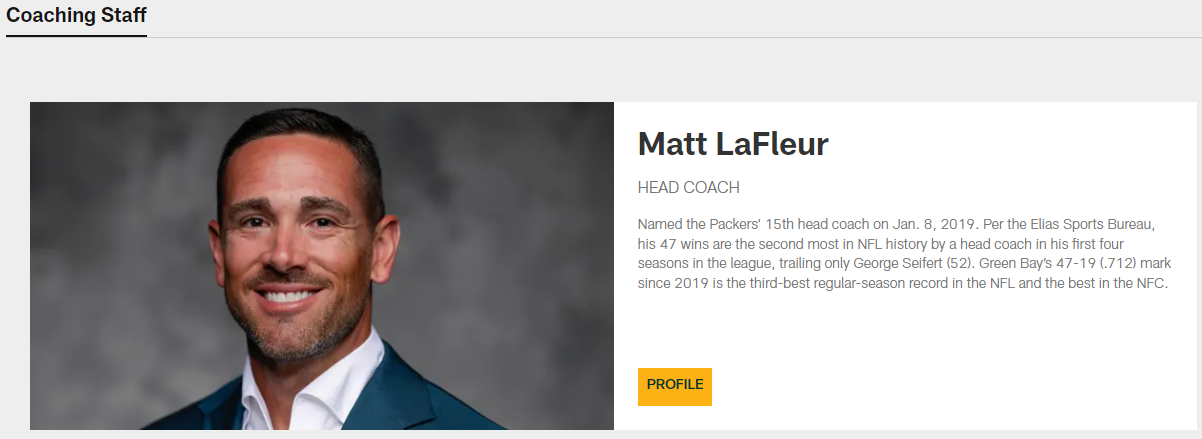 Coaching Staff
Matt LaFleur
HEAD COACH
Named the Packers' 15th head coach on Jan. 8, 2019. Per the Elias Sports Bureau,
his 47 wins are the second most in NFL history by a head coach in his first four
seasons in the league, trailing only George Seifert (52). Green Bay's 47-19 (.712) mark
since 2019 is the third-best regular-season record in the NFL and the best in the NFC.
PROFILE